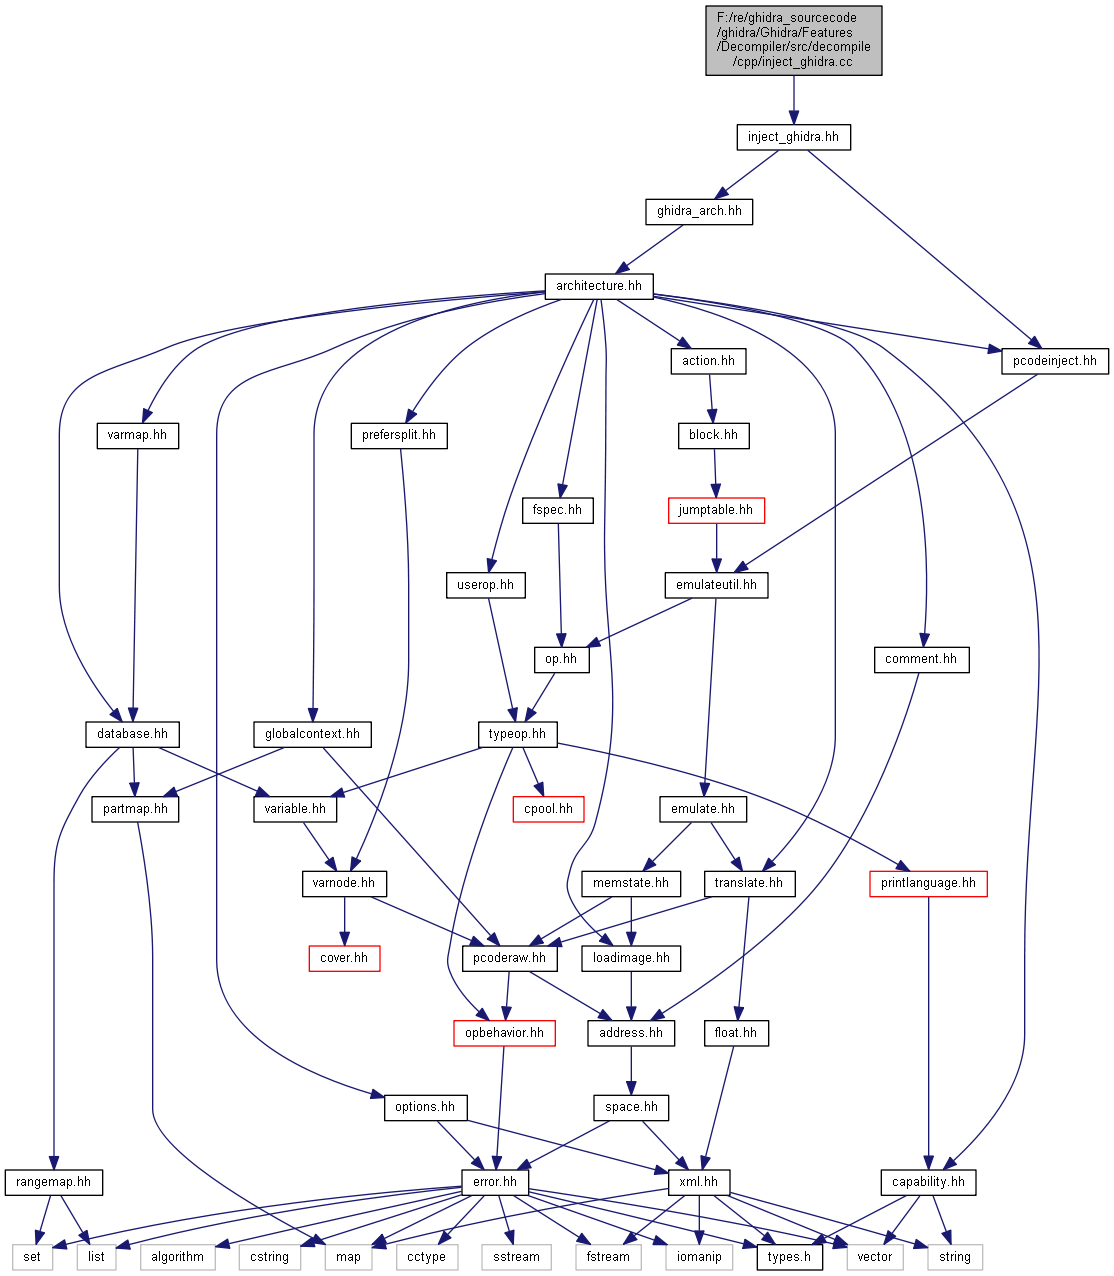 F:/re/ghidra_sourcecode
/ghidra/Ghidra/Features
/Decompiler/src/decompile
/cpp/inject_ghidra.cc
inject_ghidra.hh
ghidra_arch.hh
architecture.hh
action.hh
pcodeinject.hh
varmap.hh
prefersplit.hh
block.hh
fspec.hh
jumptable.hh
userop.hh
emulateutil.hh
op.hh
comment.hh
database.hh
globalcontext.hh
typeop.hh
partmap.hh
variable.hh
cpool.hh
emulate.hh
varnode.hh
memstate.hh
translate.hh
printlanguage.hh
cover.hh
pcoderaw.hh
loadimage.hh
opbehavior.hh
address.hh
float.hh
options.hh
space.hh
rangemap.hh
error.hh
xml.hh
capability.hh
set
list
algorithm
cstring
map
cctype
sstream
fstream
iomanip
types.h
vector
string